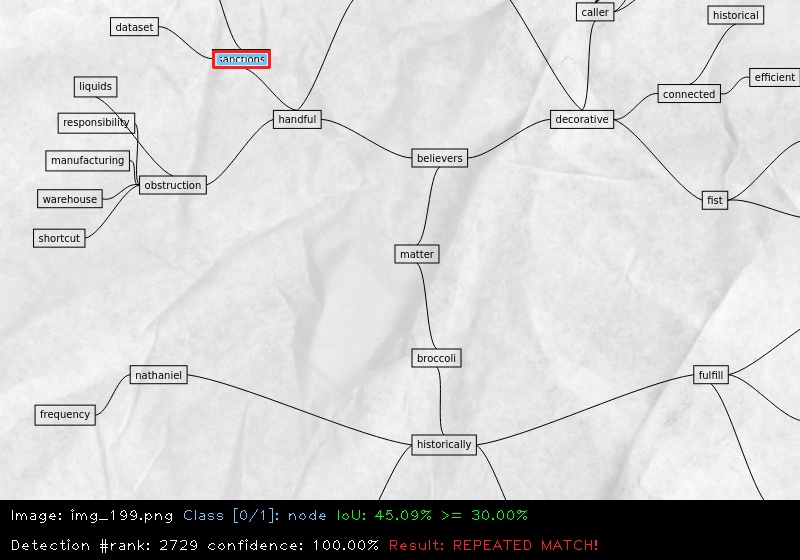 caller
historical
dataset
sanctions
efficient
liquids
connected
responsibility
handful
decorative
believers
manufacturing
obstruction
warehouse
fist
shortcut
matter
broccoli
nathaniel
fulfill
frequency
historically
Image: img_199.png Class [0/1]: node IoU: 45.09% >= 30.00%
Detection #rank: 2729 confidence: 100.00% Result: REPEATED MATCH!